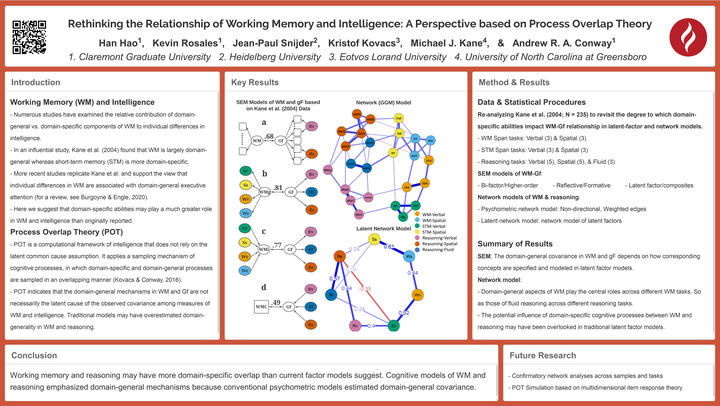 Rethinking the Relationship of Working Memory and Intelligence: A Perspective based on Process Overlap Theory
Han Hao1, Kevin Rosales1, Jean-Paul Snijder2, Kristof Kovacs3, Michael J. Kane4, & Andrew R. A. Conway1
1. Claremont Graduate University 2. Heidelberg University 3. Eotvos Lorand University 4. University of North Carolina at Greensboro
Introduction
Working Memory (WM) and Intelligence
- Numerous studies have examined the relative contribution of domain-
general vs. domain-specific components of WM to individual differences in
intelligence.
- In an influential study, Kane et al. (2004) found that WM is largely domain-
general whereas short-term memory (STM) is more domain-specific.
- More recent studies replicate Kane et al. and support the view that
individual differences in WM are associated with domain-general executive
attention (for a review, see Burgoyne & Engle, 2020).
- Here we suggest that domain-specific abilities may play a much greater role
in WM and intelligence than originally reported.
Process Overlap Theory (POT)
- POT is a computational framework of intelligence that does not rely on the
latent common cause assumption. It applies a sampling mechanism of
cognitive processes, in which domain-specific and domain-general processes
are sampled in an overlapping manner (Kovacs & Conway, 2016).
- POT indicates that the domain-general mechanisms in WM and Gf are not
necessarily the latent cause of the observed covariance among measures of
WM and intelligence. Traditional models may have overestimated domain-
generality in WM and reasoning.
Key Results
SEM Models of WM and gF based
on Kane et al. (2004) Data
a
WM
.68
Gf
Rv
Rs
b
Sv
Ss
Wv
Ws
WMg
.81
Gf
Rv
Rs
c
Sv
Ss
Wv
Ws
.77
Gf
Rv
Rs
d
WMC
.49
Gf
Rv
Rs
Network (GGM) Model
WM-Verbal
WM-Spatial
STM-Verbal
STM-Spatial
Reasoning-Verbal
Reasoning-Spatial
Reasoning-Fluid
Latent Network Model
Ss
Ws
Wv
Sv
Rv
Rs
0.61
0.4
Method & Results
Data & Statistical Procedures
Re-analyzing Kane et al. (2004; N = 235) to revisit the degree to which domain-
specific abilities impact WM-Gf relationship in latent-factor and network models.
- WM Span tasks: Verbal (3) & Spatial (3)
- STM Span tasks: Verbal (3) & Spatial (3)
- Reasoning tasks: Verbal (5), Spatial (5), & Fluid (3)
SEM models of WM-Gf:
- Bi-factor/Higher-order - Reflective/Formative - Latent factor/composites
Network models of WM & reasoning:
- Psychometric network model: Non-directional, Weighted edges
- Latent network model: network model of latent factors
Summary of Results
SEM: The domain-general covariance in WM and gF depends on how corresponding
concepts are specified and modeled in latent factor models.
Network model:
- Domain-general aspects of WM play the central roles across different WM tasks. So
as those of fluid reasoning across different reasoning tasks.
- The potential influence of domain-specific cognitive processes between WM and
reasoning may have been overlooked in traditional latent factor models.
Conclusion
Working memory and reasoning may have more domain-specific overlap than current factor models suggest. Cognitive models of WM and
reasoning emphasized domain-general mechanisms because conventional psychometric models estimated domain-general covariance.
Future Research
- Confirmatory network analyses across samples and tasks
- POT Simulation based on multidimensional item response theory